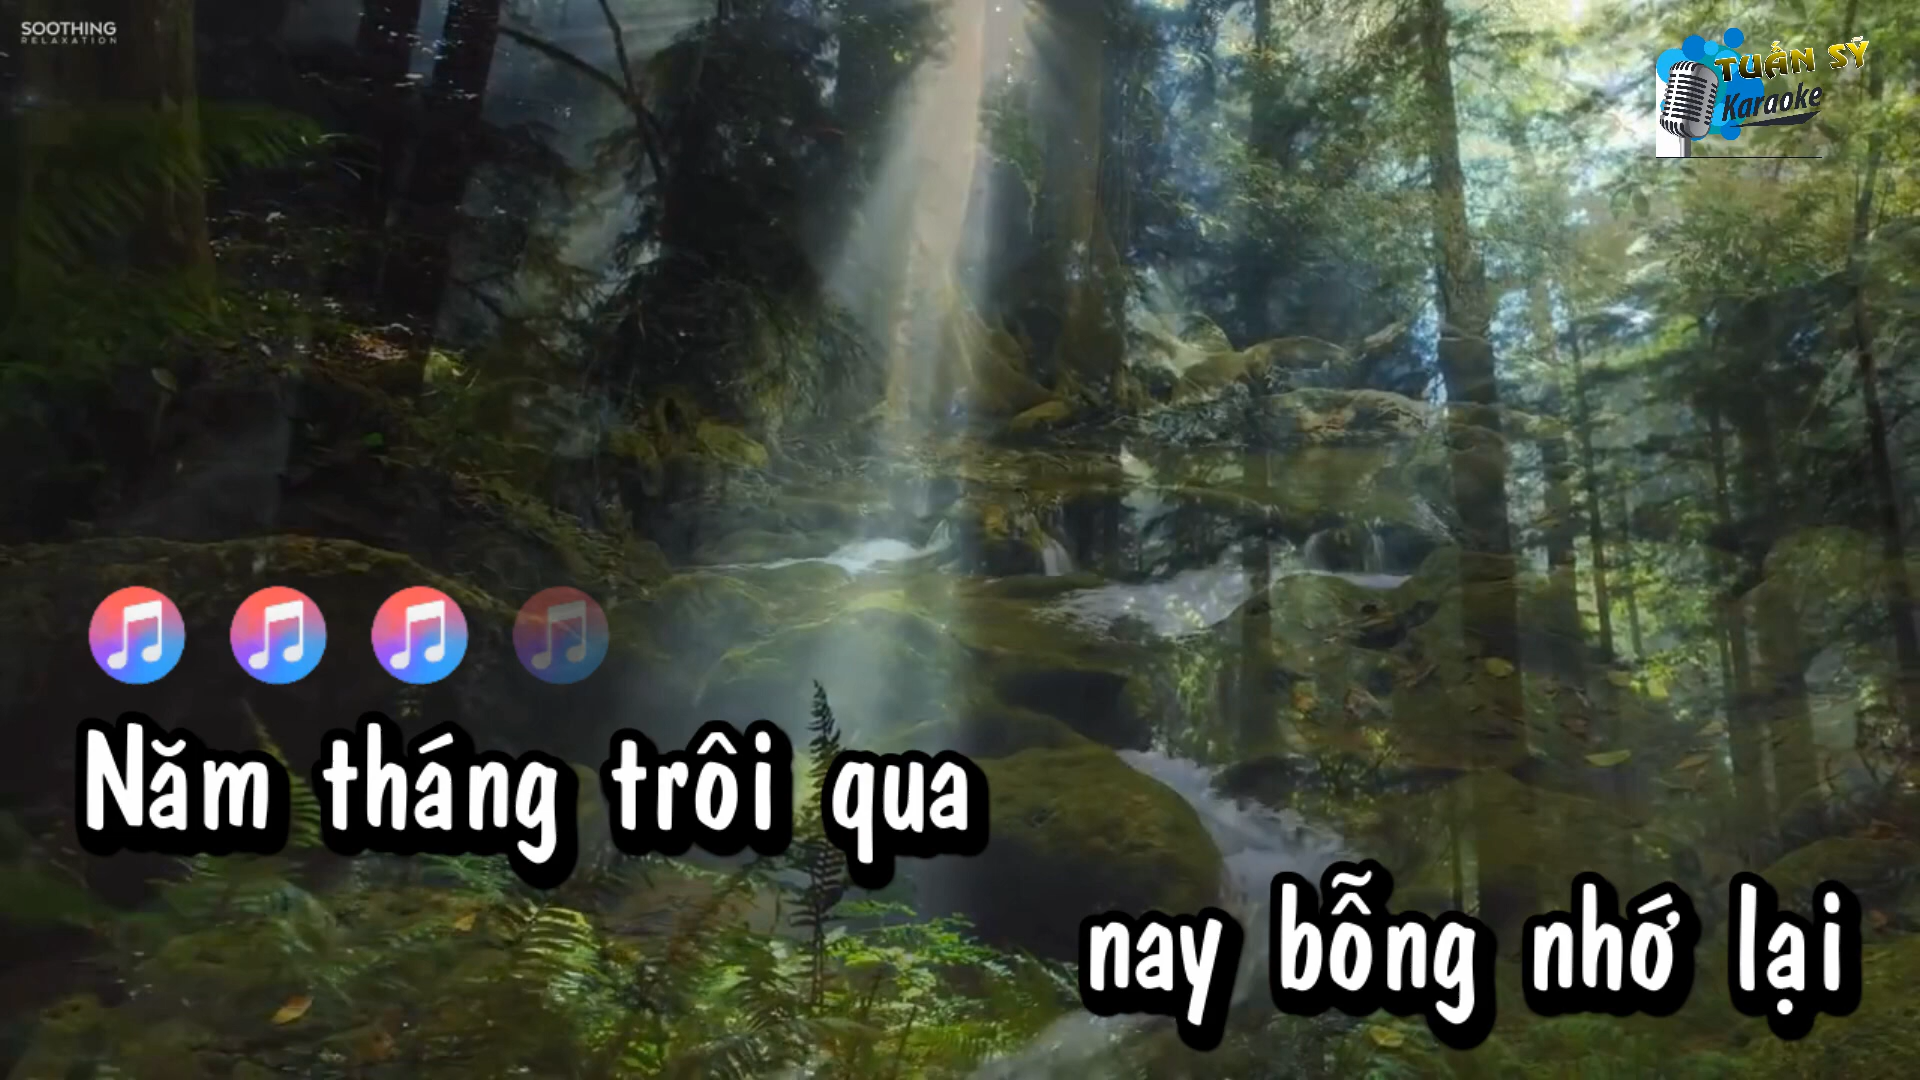 SOOTHING
RELAXATION
TUẤN SỸ
Karaoke
Năm tháng trôi qua
nay bỗng nhớ lại